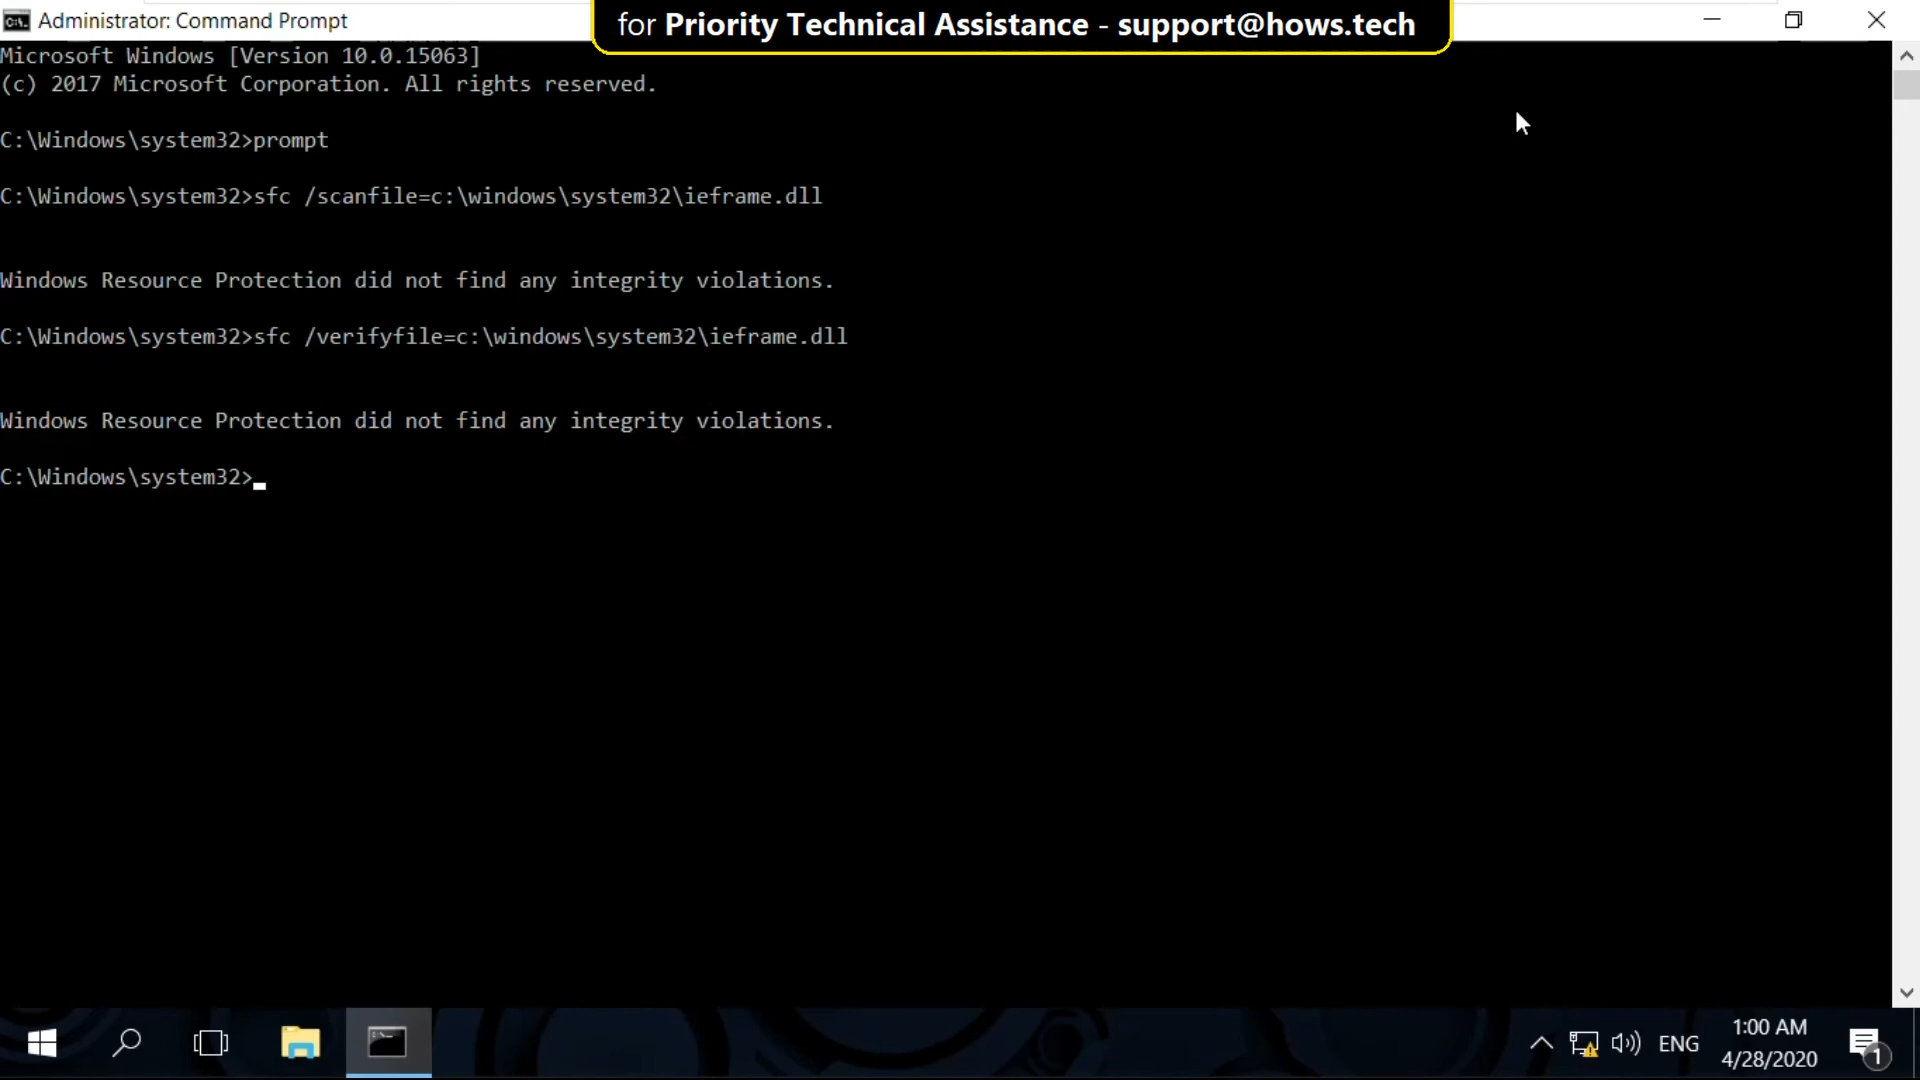 Administrator: Command Prompt
for Priority Technical Assistance - support@hows.tech
Microsoft Windows [Version 10.0.15063]
(c) 2017 Microsoft Corporation. All rights reserved.
C:\Windows\system32>prompt
C:\Windows\system32>sfc /scanfile=c:\windows\system32\ieframe.dll
Windows Resource Protection did not find any integrity violations.
C:\Windows\system32>sfc /verifyfile=c:\windows\system32\ieframe.dll
Windows Resource Protection did not find any integrity violations.
C:\Windows\system32>
ENG
1:00 AM
4/28/2020
1